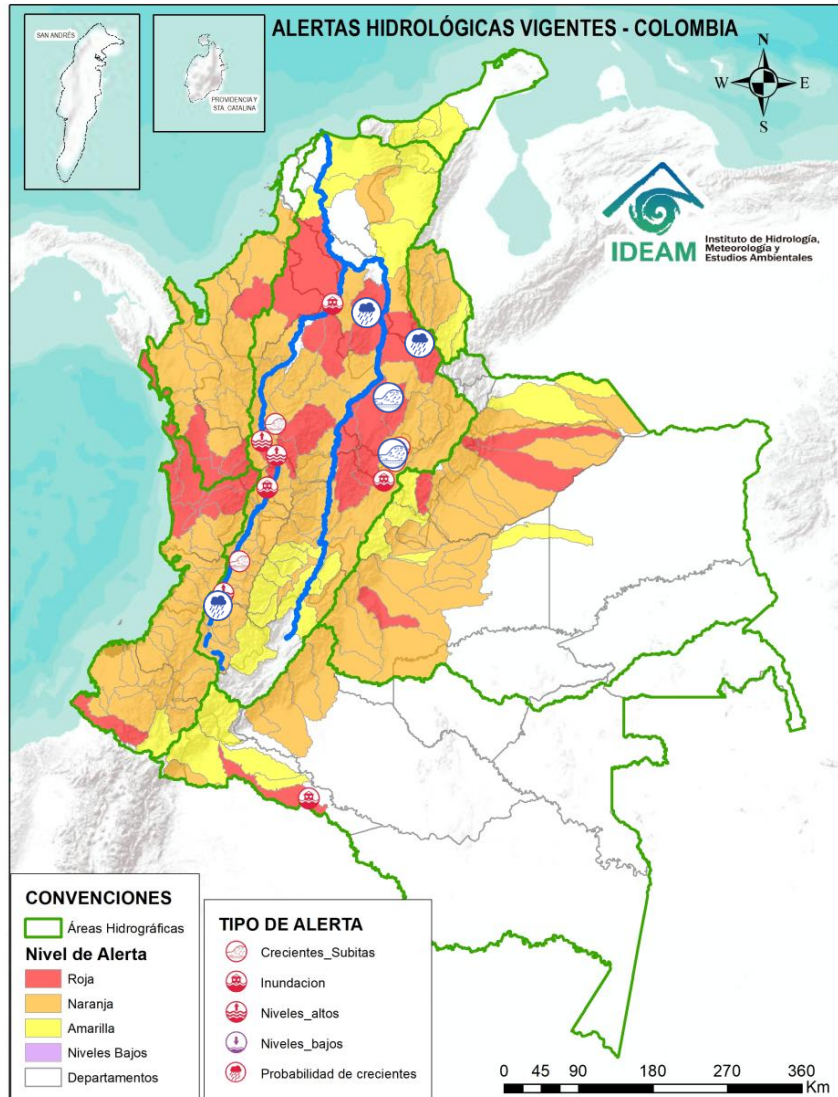 ALERTAS HIDROLÓGICAS VIGENTES - COLOMBIA
SAN ANDRÉS
PROVIDENCIA Y
STA. CATALINA
N
W
E
S
IDEAM
Instituto de Hidrología,
Meteorología y
Estudios Ambientales
CONVENCIONES
Áreas Hidrográficas
Nivel de Alerta
Roja
Naranja
Amarilla
Niveles Bajos
Departamentos
TIPO DE ALERTA
Crecientes_Subitas
Inundacion
Niveles_altos
Niveles_bajos
Probabilidad de crecientes
0 45 90 180 270 360
Km